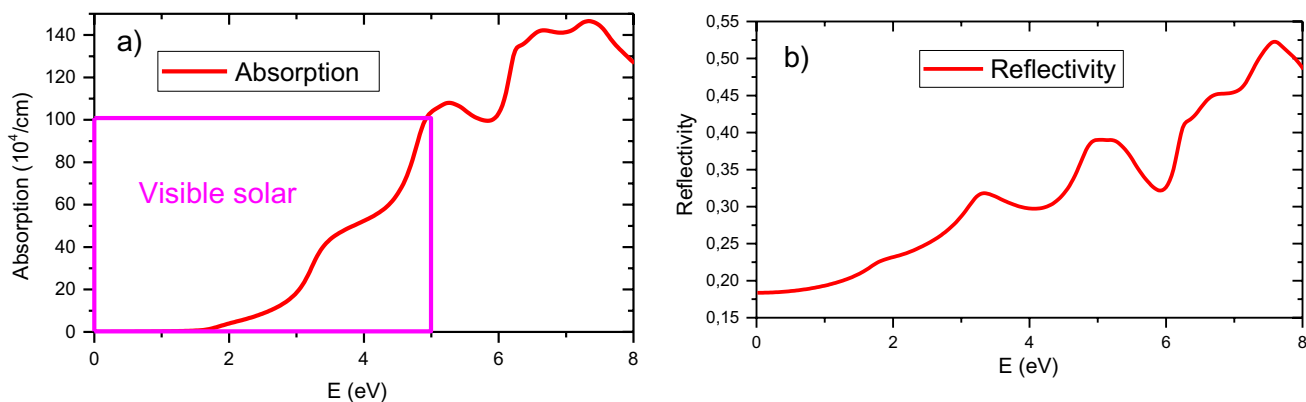 a)
Absorption
Visible solar
Absorption (10⁴/cm)
140
120
100
80
60
40
20
0
0 2 4 6 8
E (eV)
b)
Reflectivity
Reflectivity
0,55
0,50
0,45
0,40
0,35
0,30
0,25
0,20
0,15
0 2 4 6 8
E (eV)